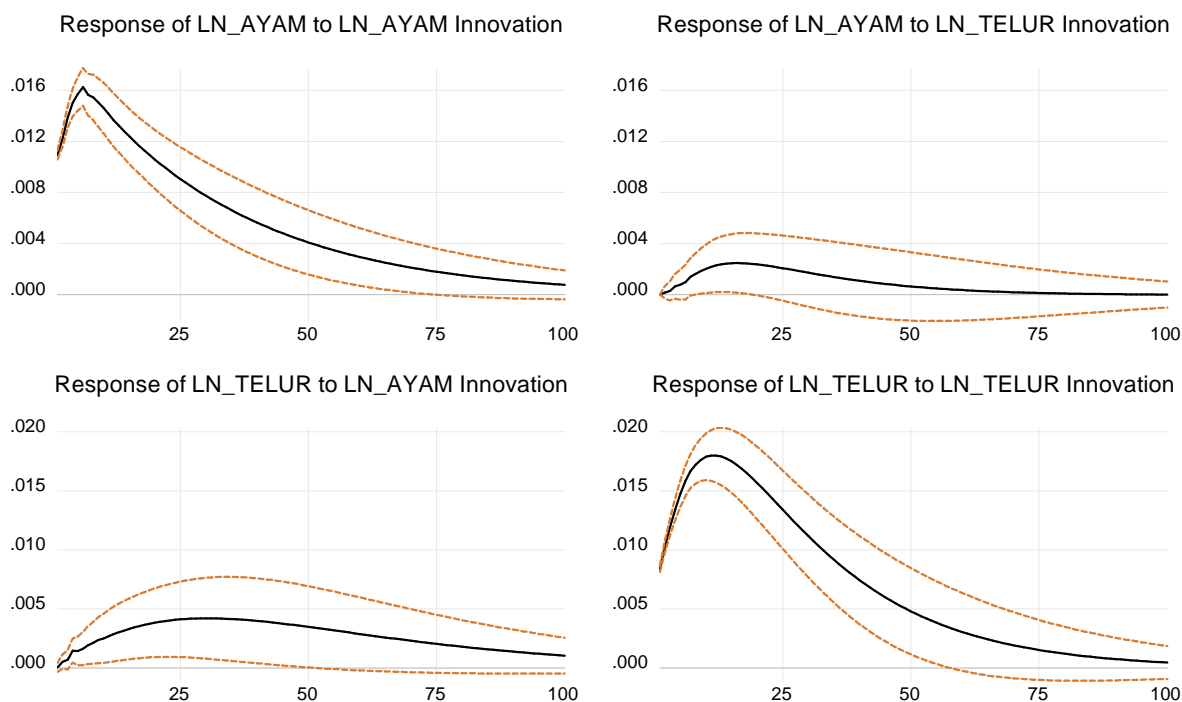 Response of LN_AYAM to LN_AYAM Innovation
.016
.012
.008
.004
.000
25 50 75 100
Response of LN_AYAM to LN_TELUR Innovation
.016
.012
.008
.004
.000
25 50 75 100
Response of LN_TELUR to LN_AYAM Innovation
.020
.015
.010
.005
.000
25 50 75 100
Response of LN_TELUR to LN_TELUR Innovation
.020
.015
.010
.005
.000
25 50 75 100